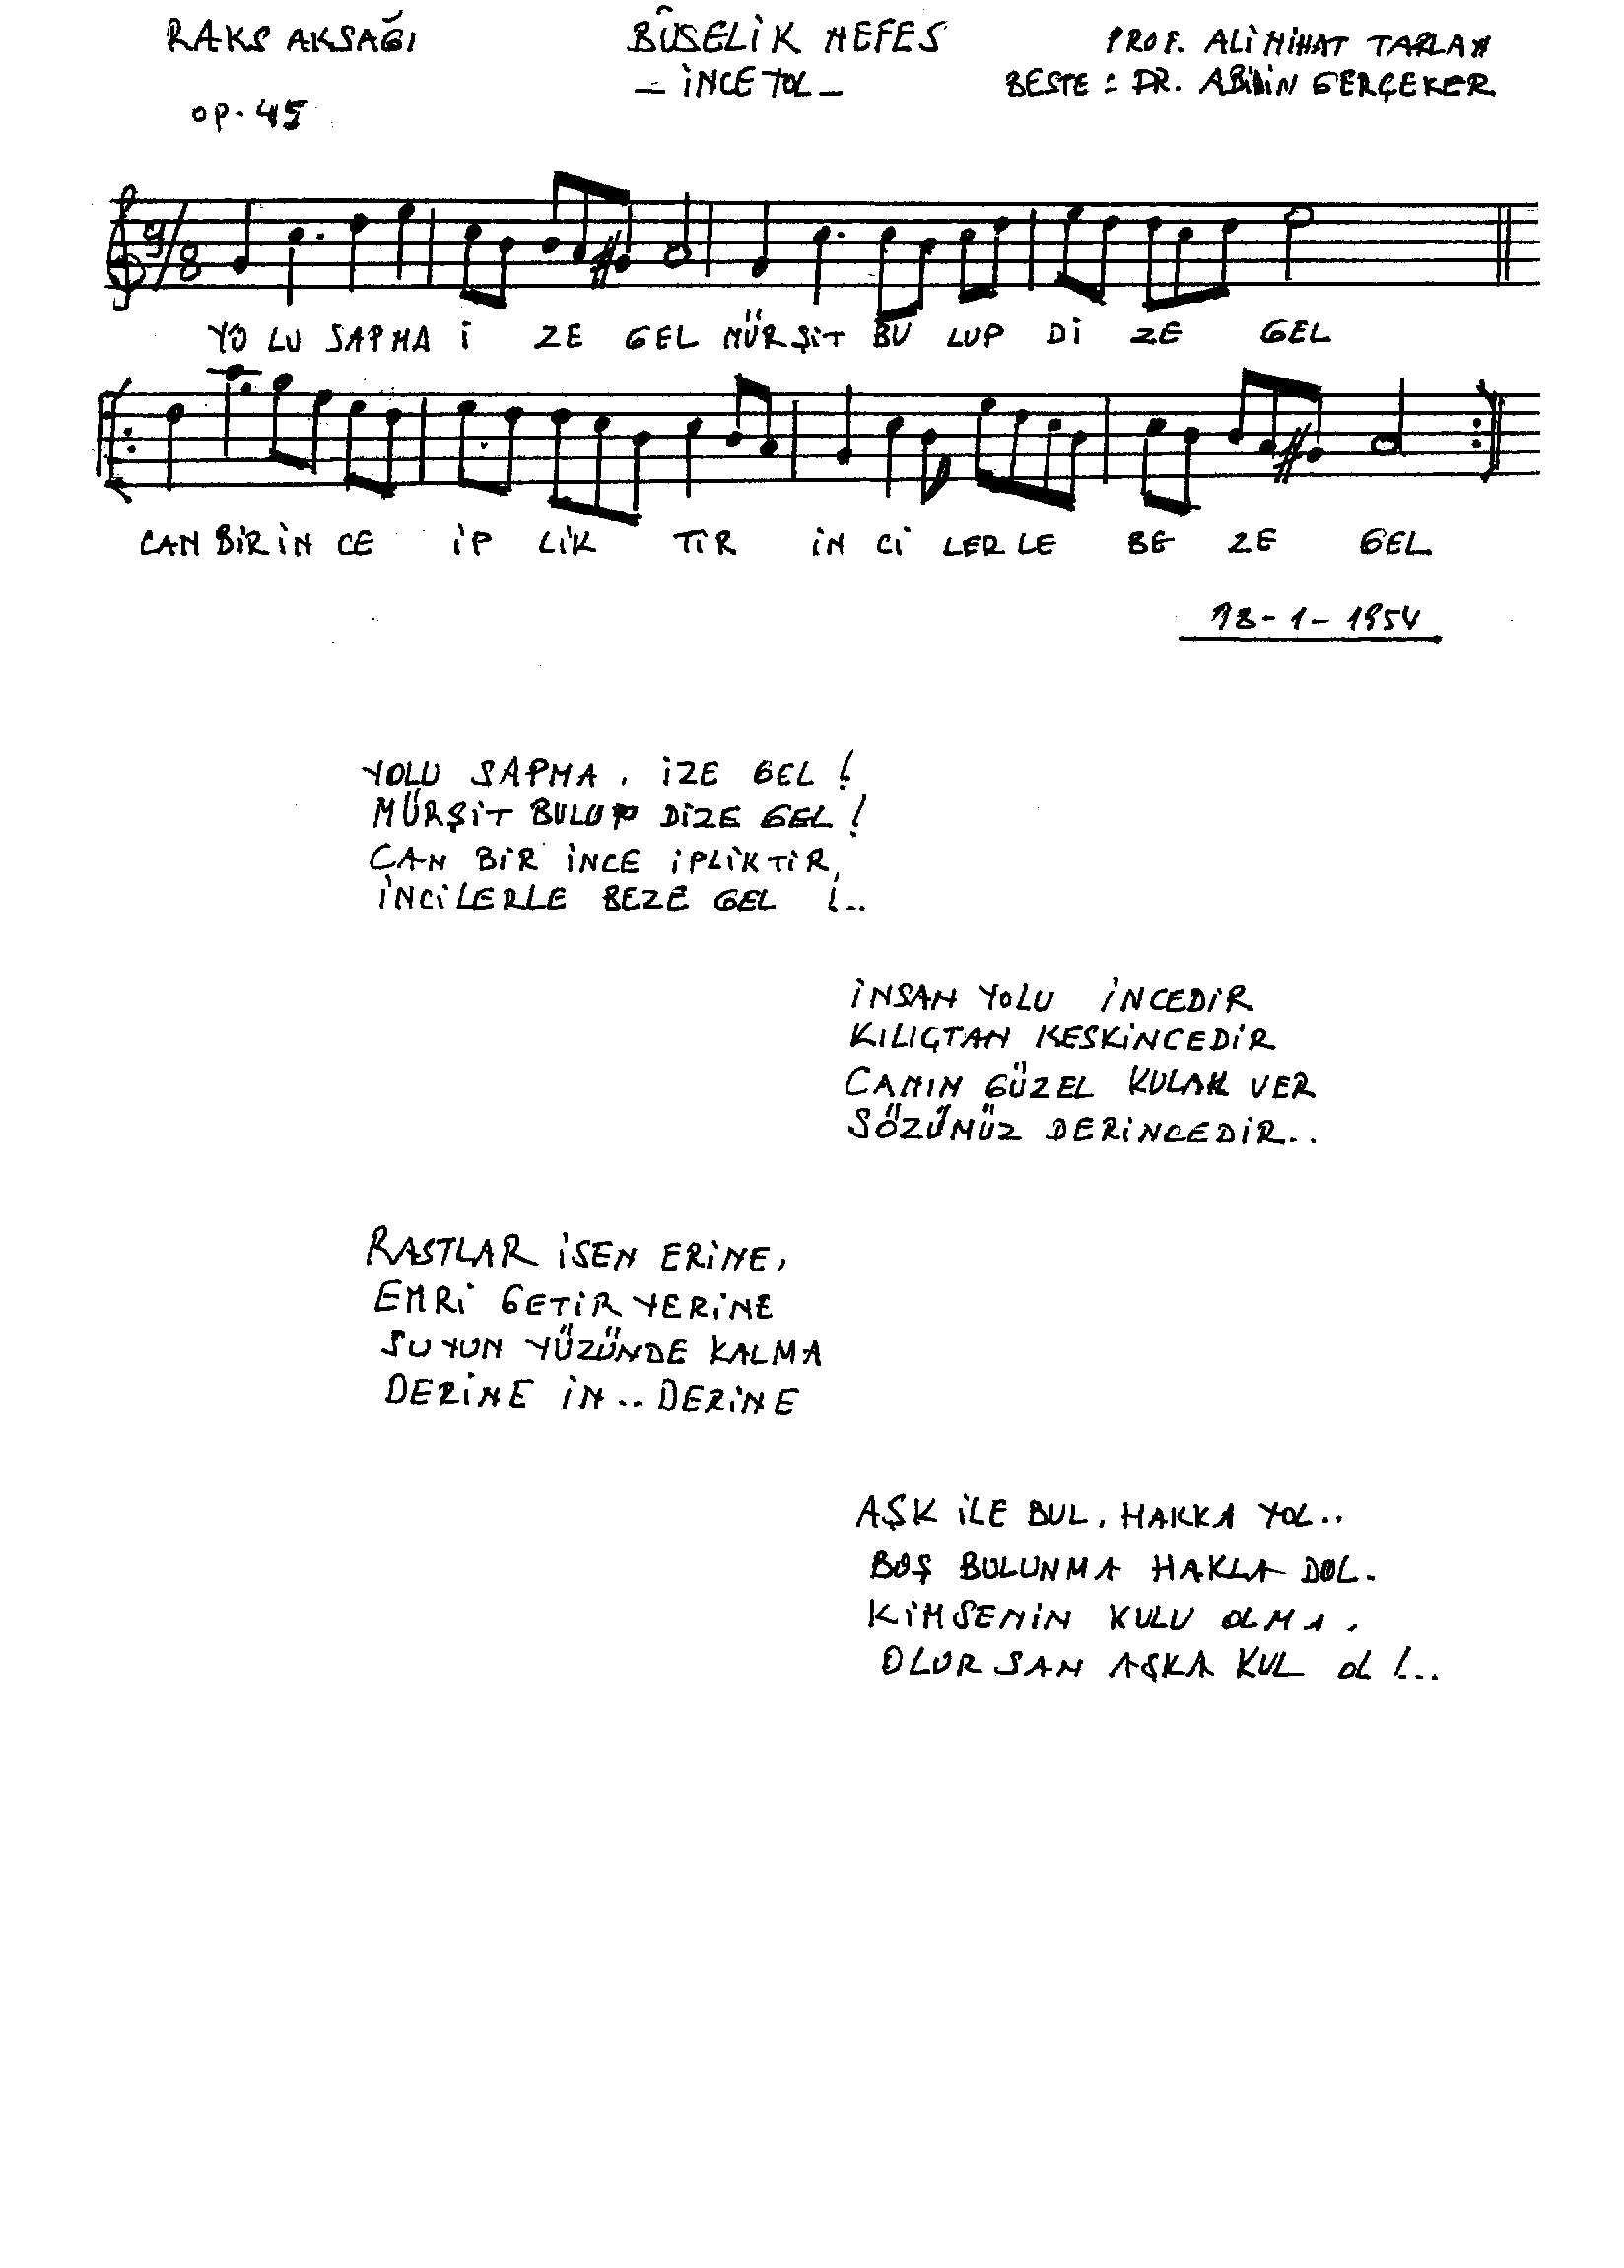 RAKS AKSAĞI
BÛSELİK NEFES
PROF. ALİ NİHAT TARLAN
— İNCE YOL —
BESTE : DR. ABİDİN GERÇEKER
OP. 45
9/8
YO LU SAPMA İ ZE GEL MÜRŞİT BU LUP Dİ ZE GEL
CAN BİR İN CE İP LİK TİR İN Cİ LER LE BE ZE GEL
18-1-1954
YOLU SAPMA, İZE GEL !
MÜRŞİT BULUP DİZE GEL !
CAN BİR İNCE İPLİKTİR,
İNCİLERLE BEZE GEL !..
İNSAN YOLU İNCEDİR
KILIÇTAN KESKİNCEDİR
CANIN GÜZEL KULAK VER
SÖZÜMÜZ DERİNCEDİR..
RASTLAR İSEN ERİNE,
EMRİ GETİR YERİNE
SUYUN YÜZÜNDE KALMA
DERİNE İN.. DERİNE
AŞK İLE BUL, HAKKA YOL..
BOŞ BULUNMA HAKLA DOL.
KİMSENİN KULU OLMA,
OLURSAN AŞKA KUL OL !...